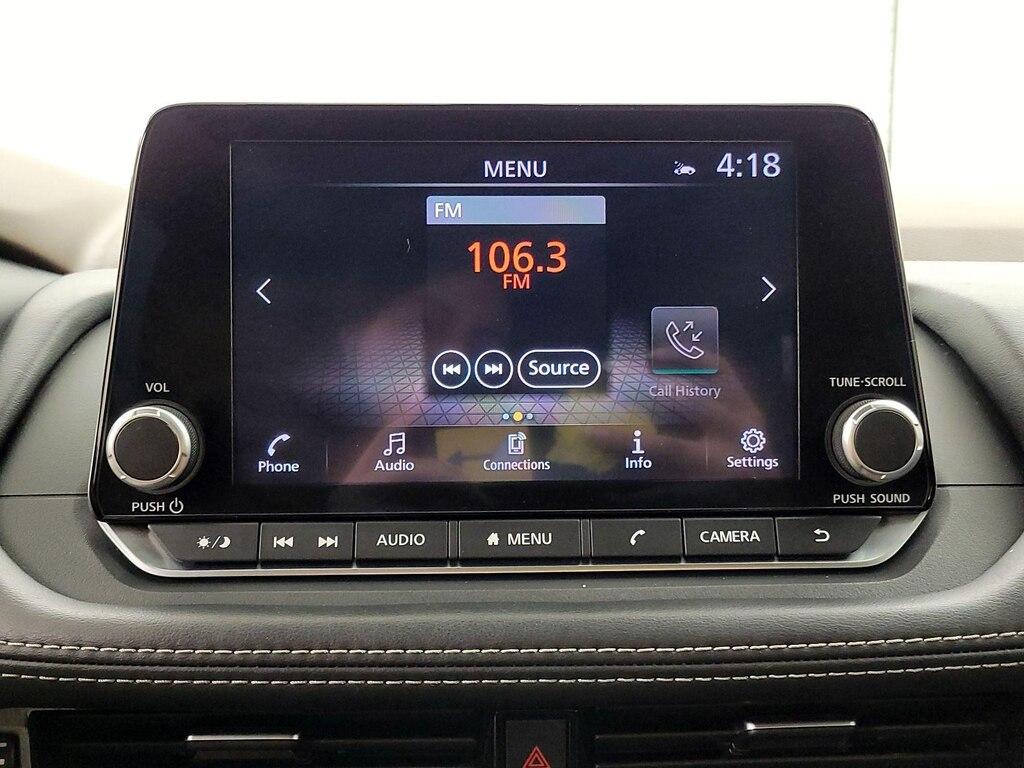 MENU
4:18
FM
106.3
FM
Source
Call History
Phone
Audio
Connections
Info
Settings
VOL
PUSH
TUNE·SCROLL
PUSH SOUND
AUDIO
MENU
CAMERA